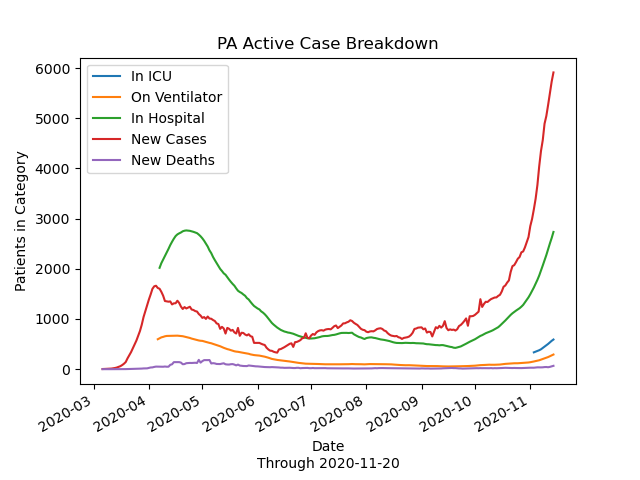 PA Active Case Breakdown
In ICU
On Ventilator
In Hospital
New Cases
New Deaths
Patients in Category
6000
5000
4000
3000
2000
1000
0
2020-03
2020-04
2020-05
2020-06
2020-07
2020-08
2020-09
2020-10
2020-11
Date
Through 2020-11-20